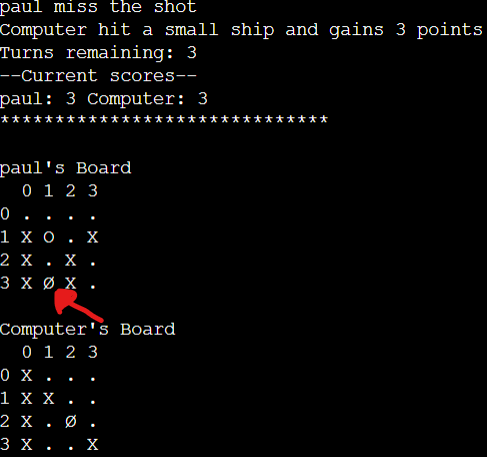 paul miss the shot
Computer hit a small ship and gains 3 points
Turns remaining: 3
--Current scores--
paul: 3 Computer: 3
******************************
paul's Board
0 1 2 3
0 . . . .
1 X O . X
2 X . X .
3 X Ø X .
Computer's Board
0 1 2 3
0 X . . .
1 X X . .
2 X . Ø .
3 X . . X